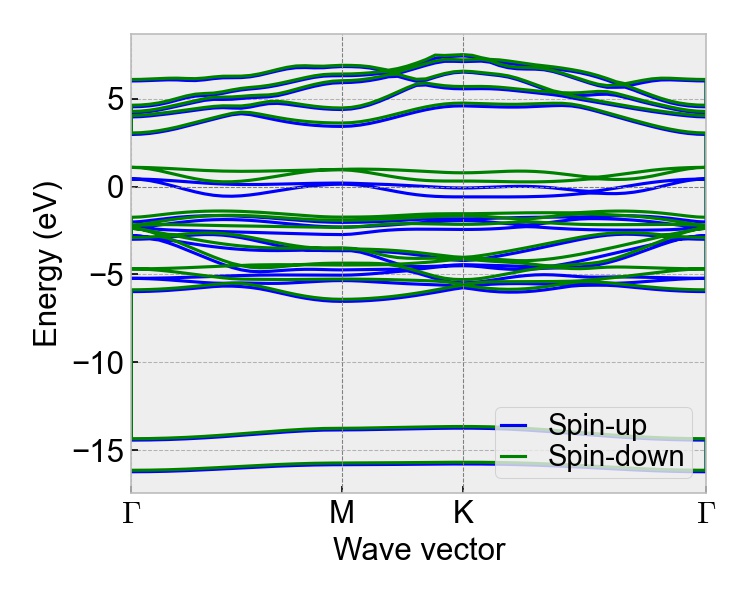 Energy (eV)
5
0
−5
−10
−15
Spin-up
Spin-down
Γ M K Γ
Wave vector